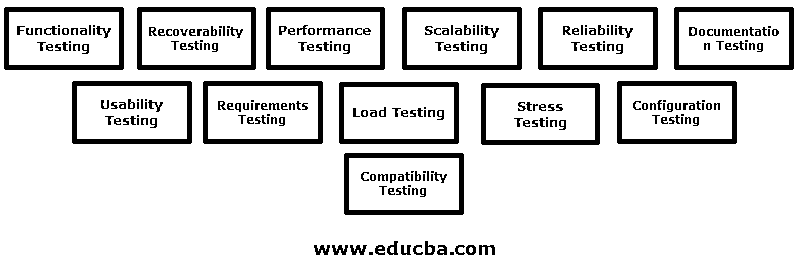 Functionality
Testing
Recoverability
Testing
Performance
Testing
Scalability
Testing
Reliability
Testing
Documentatio
n Testing
Usability
Testing
Requirements
Testing
Load Testing
Stress
Testing
Configuration
Testing
Compatibility
Testing
www.educba.com